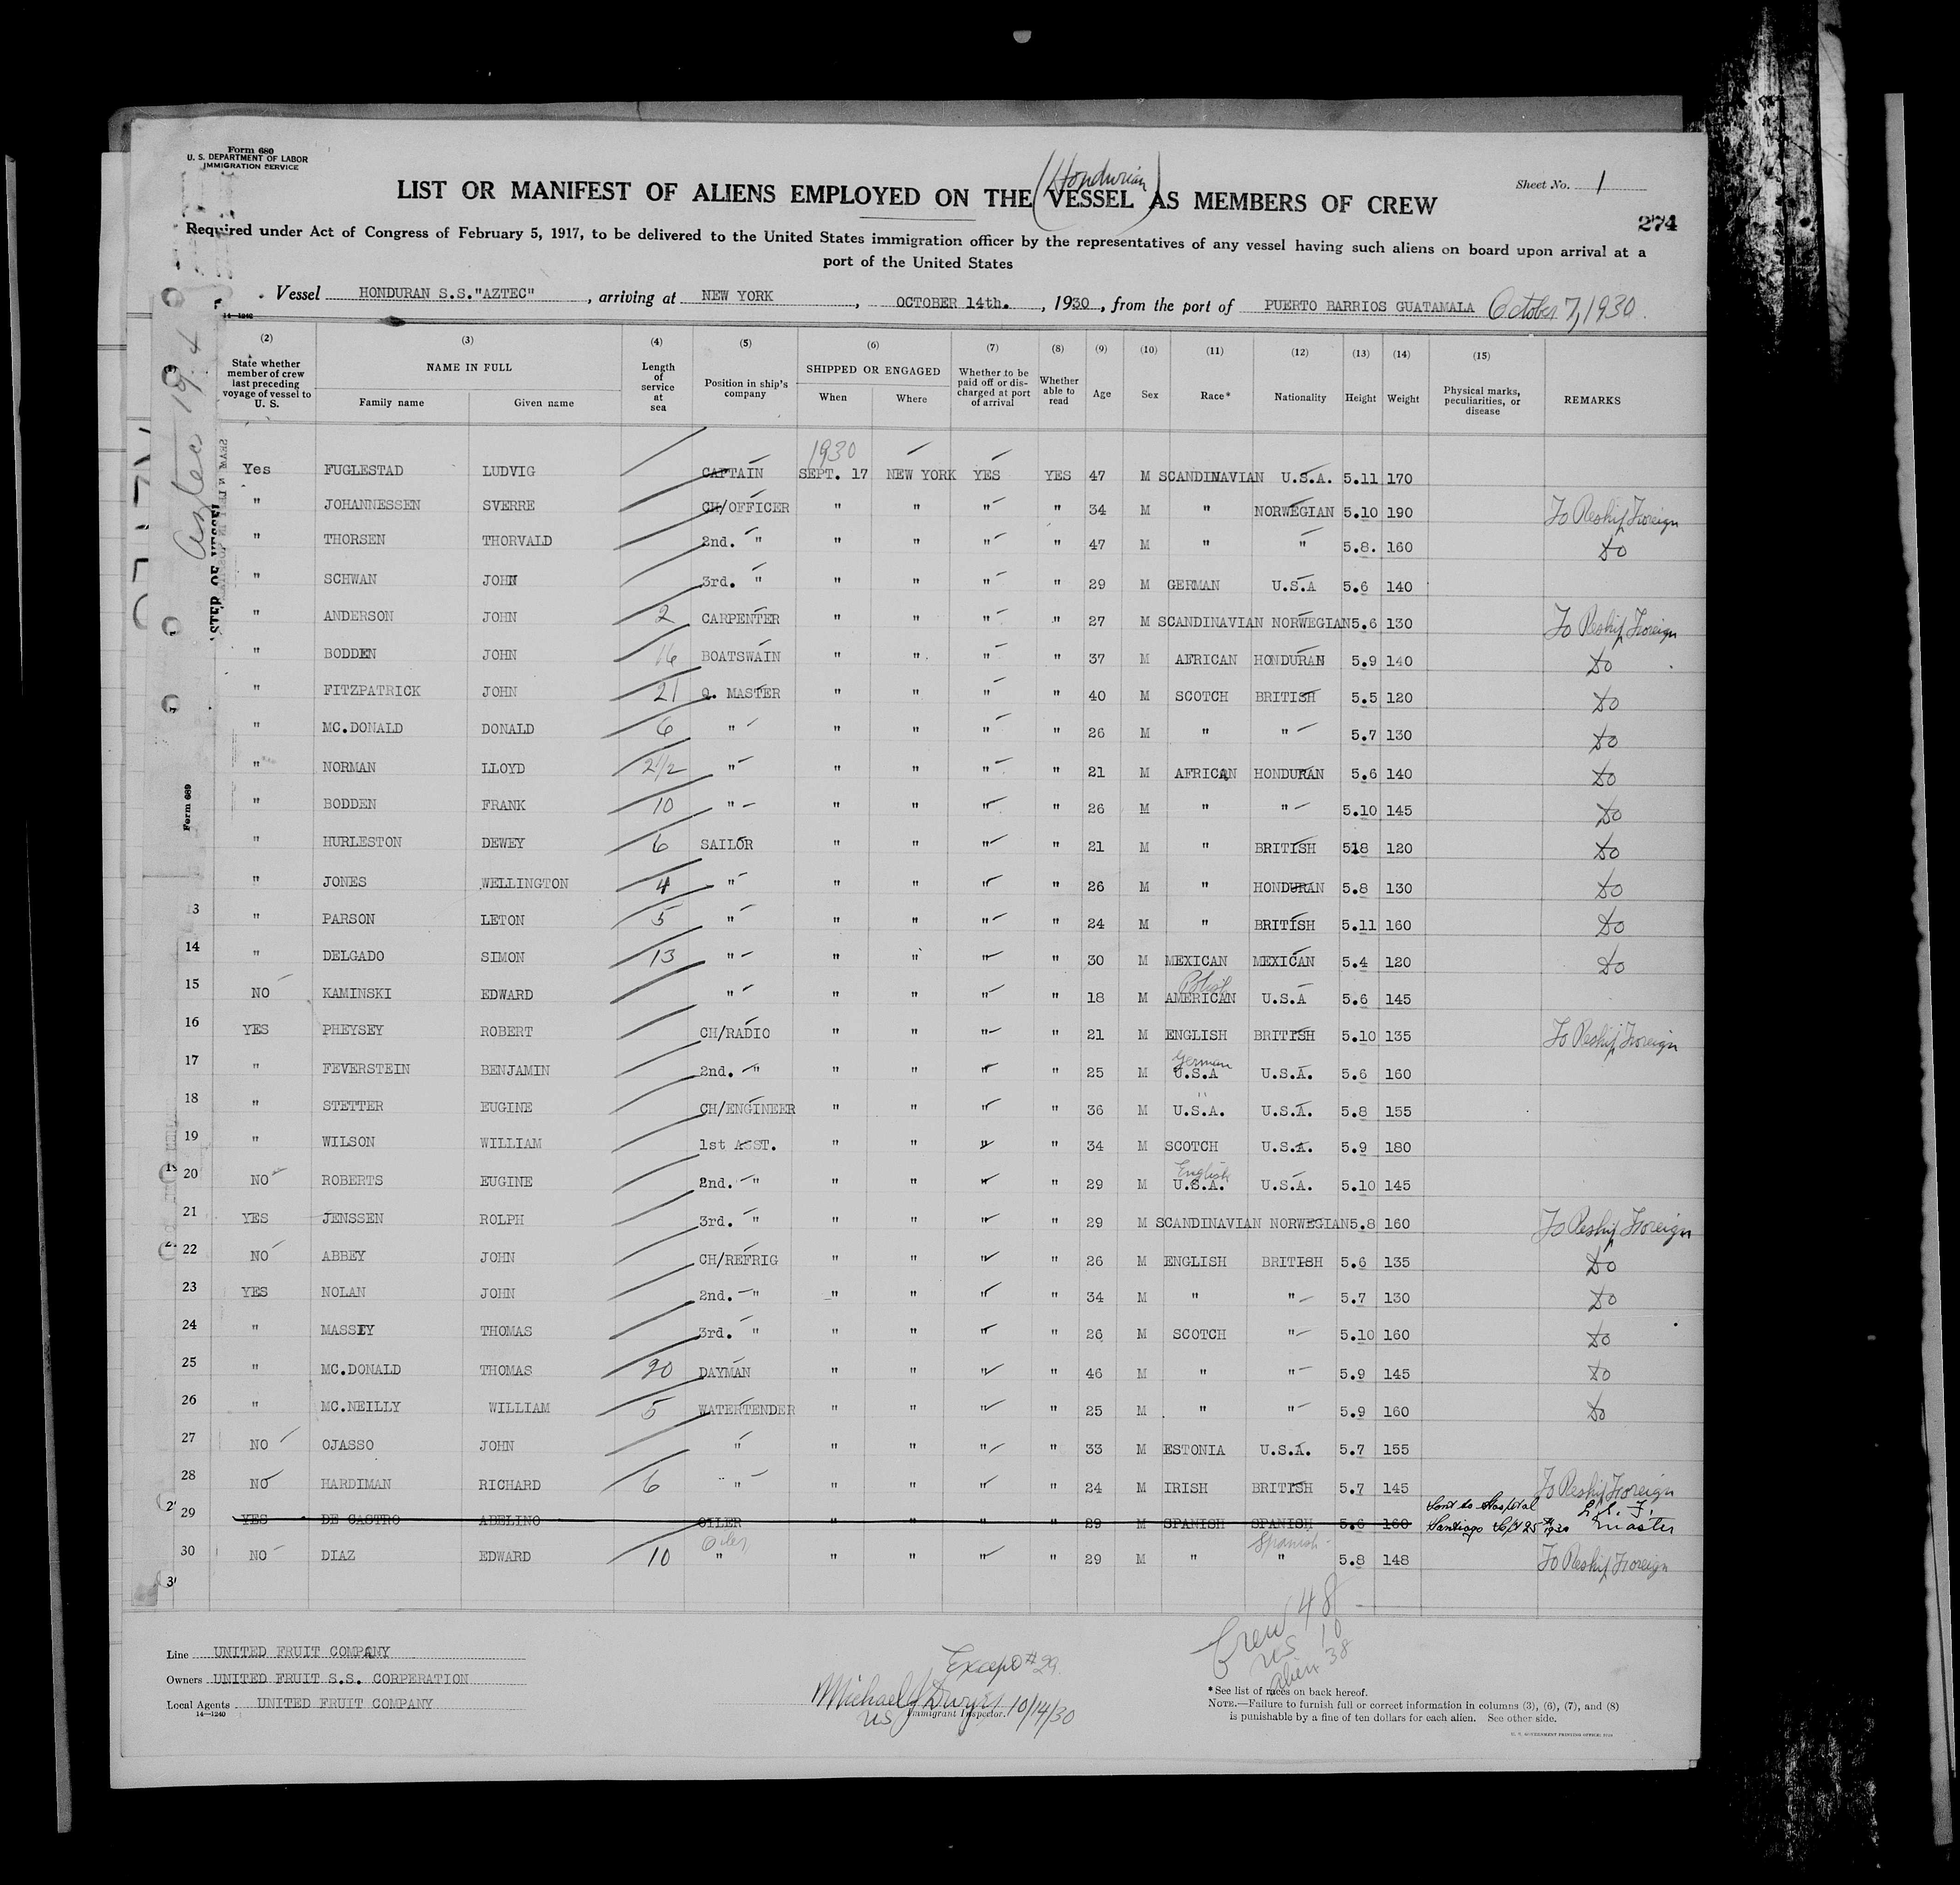 Form 680
U. S. DEPARTMENT OF LABOR
IMMIGRATION SERVICE
Sheet No. 1
(Hondurian)
LIST OR MANIFEST OF ALIENS EMPLOYED ON THE (VESSEL) AS MEMBERS OF CREW
274
Required under Act of Congress of February 5, 1917, to be delivered to the United States immigration officer by the representatives of any vessel having such aliens on board upon arrival at a
port of the United States
Vessel HONDURAN S.S."AZTEC", arriving at NEW YORK, OCTOBER 14th., 1930, from the port of PUERTO BARRIOS GUATAMALA October 7, 1930.
14—1240
(2) (3) (4) (5) (6) (7) (8) (9) (10) (11) (12) (13) (14) (15)
State whether member of crew last preceding voyage of vessel to U. S. NAME IN FULL Family name Given name Length of service at sea Position in ship's company SHIPPED OR ENGAGED When Where Whether to be paid off or discharged at port of arrival Whether able to read Age Sex Race* Nationality Height Weight Physical marks, peculiarities, or disease REMARKS
1930
Yes FUGLESTAD LUDVIG CAPTAIN SEPT. 17 NEW YORK YES YES 47 M SCANDINAVIAN U.S.A. 5.11 170
" JOHANNESSEN SVERRE CH/OFFICER " " " " 34 M " NORWEGIAN 5.10 190 To Reship Foreign
" THORSEN THORVALD 2nd. " " " " " 47 M " " 5.8. 160 Do
" SCHWAN JOHN 3rd. " " " " " 29 M GERMAN U.S.A 5.6 140
" ANDERSON JOHN 2 CARPENTER " " " " 27 M SCANDINAVIAN NORWEGIAN 5.6 130 To Reship Foreign
" BODDEN JOHN 16 BOATSWAIN " " " " 37 M AFRICAN HONDURAN 5.9 140 Do
" FITZPATRICK JOHN 21 Q. MASTER " " " " 40 M SCOTCH BRITISH 5.5 120 Do
" MC.DONALD DONALD 6 " " " " " 26 M " " 5.7 130 Do
" NORMAN LLOYD 2 1/2 " " " " " 21 M AFRICAN HONDURAN 5.6 140 Do
" BODDEN FRANK 10 " " " " " 26 M " " 5.10 145 Do
" HURLESTON DEWEY 6 SAILOR " " " " 21 M " BRITISH 518 120 Do
" JONES WELLINGTON 4 " " " " " 26 M " HONDURAN 5.8 130 Do
3 " PARSON LETON 5 " " " " " 24 M " BRITISH 5.11 160 Do
14 " DELGADO SIMON 13 " " " " " 30 M MEXICAN MEXICAN 5.4 120 Do
15 NO KAMINSKI EDWARD " " " " " 18 M AMERICAN Polish U.S.A 5.6 145
16 YES PHEYSEY ROBERT CH/RADIO " " " " 21 M ENGLISH BRITISH 5.10 135 To Reship Foreign
17 " FEVERSTEIN BENJAMIN 2nd. " " " " " 25 M U.S.A German U.S.A. 5.6 160
18 " STETTER EUGINE CH/ENGINEER " " " " 36 M U.S.A. " U.S.A. 5.8 155
19 " WILSON WILLIAM 1st ASST. " " " " 34 M SCOTCH U.S.A. 5.9 180
20 NO ROBERTS EUGINE 2nd. " " " " " 29 M U.S.A. English U.S.A. 5.10 145
21 YES JENSSEN ROLPH 3rd. " " " " " 29 M SCANDINAVIAN NORWEGIAN 5.8 160 To Reship Foreign
22 NO ABBEY JOHN CH/REFRIG " " " " 26 M ENGLISH BRITISH 5.6 135 Do
23 YES NOLAN JOHN 2nd. " " " " " 34 M " " 5.7 130 Do
24 " MASSEY THOMAS 3rd. " " " " " 26 M SCOTCH " 5.10 160 Do
25 " MC.DONALD THOMAS 20 DAYMAN " " " " 46 M " " 5.9 145 Do
26 " MC.NEILLY WILLIAM 5 WATERTENDER " " " " 25 M " " 5.9 160 Do
27 NO OJASSO JOHN " " " " " 33 M ESTONIA U.S.A. 5.7 155
28 NO HARDIMAN RICHARD 6 " " " " " 24 M IRISH BRITISH 5.7 145 To Reship Foreign
29 YES DE CASTRO ADELINO OILER " " " " 29 M SPANISH SPANISH 5.6 160 Sent to Hospital Santiago Sept 25th 1930 Master
30 NO DIAZ EDWARD 10 Oiler " " " " " 29 M " Spanish " 5.8 148 To Reship Foreign
Crew 48
US 10
alien 38
Line UNITED FRUIT COMPANY
Owners UNITED FRUIT S.S. CORPERATION
Local Agents UNITED FRUIT COMPANY
14—1240
Except #29
Michael J Dwyer 10/14/30
US Immigrant Inspector.
*See list of races on back hereof.
NOTE.—Failure to furnish full or correct information in columns (3), (6), (7), and (8)
is punishable by a fine of ten dollars for each alien. See other side.
Form 689
Aztec